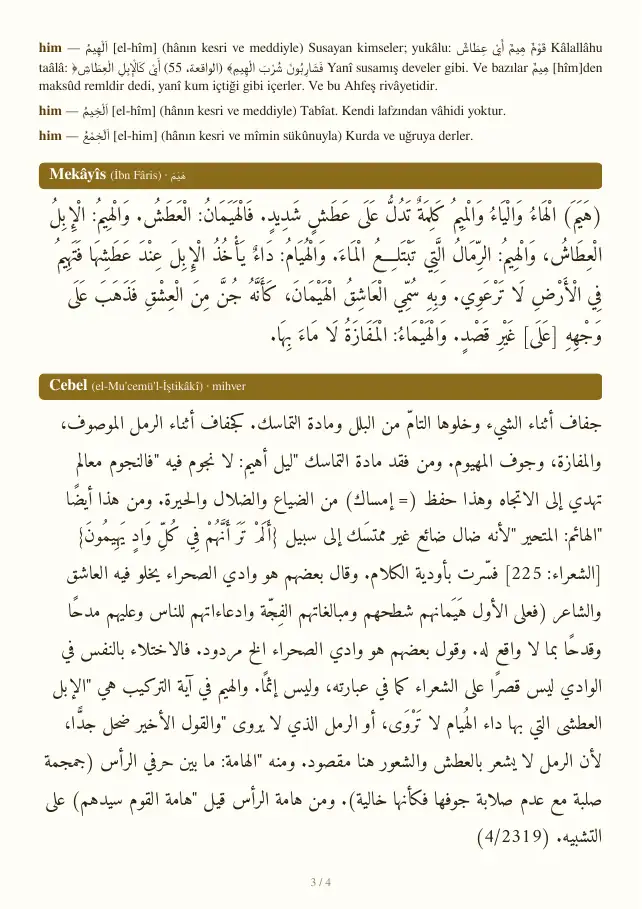 him — اَلْهِيمُ [el-hîm] (hânın kesri ve meddiyle) Susayan kimseler; yukâlu: قَوْمٌ هِيمٌ أَيْ عِطَاشٌ Kâlallâhu
taâlâ: ﴿فَشَارِبُونَ شُرْبَ الْهِيمِ﴾ (الواقعة، 55) أَيْ كَالْإِبِلِ الْعِطَاشِ Yanî susamış develer gibi. Ve bazılar هِيمٌ [hîm]den
maksûd remldir dedi, yanî kum içtiği gibi içerler. Ve bu Ahfeş rivâyetidir.
him — اَلْخِيمُ [el-hîm] (hânın kesri ve meddiyle) Tabîat. Kendi lafzından vâhidi yoktur.
him — اَلْخِمْعُ [el-him] (hânın kesri ve mîmin sükûnuyla) Kurda ve uğruya derler.
Mekâyîs (İbn Fâris) · هَيَمَ
(هَيَمَ) الْهَاءُ وَالْيَاءُ وَالْمِيمُ كَلِمَةٌ تَدُلُّ عَلَى عَطَشٍ شَدِيدٍ. فَالْهَيَمَانُ: الْعَطَشُ. وَالْهِيمُ: الْإِبِلُ
الْعِطَاشُ، وَالْهِيمُ: الرِّمَالُ الَّتِي تَبْتَلِـــعُ الْمَاءَ. وَالْهُيَامُ: دَاءٌ يَأْخُذُ الْإِبِلَ عِنْدَ عَطَشِهَا فَتَهِيمُ
فِي الْأَرْضِ لَا تَرْعَوِي. وَبِهِ سُمِّيَ الْعَاشِقُ الْهَيْمَانَ، كَأَنَّهُ جُنَّ مِنَ الْعِشْقِ فَذَهَبَ عَلَى
وَجْهِهِ [عَلَى] غَيْرِ قَصْدٍ. وَالْهَيْمَاءُ: الْمَفَازَةُ لَا مَاءَ بِهَا.
Cebel (el-Mu'cemü'l-İştikâkî) · mihver
جفاف أثناء الشيء وخلوها التامّ من البلل ومادة التماسك. كجفاف أثناء الرمل الموصوف،
والمفازة، وجوف المهيوم. ومن فقد مادة التماسك "ليل أهيم: لا نجوم فيه "فالنجوم معالم
تهدي إلى الاتجاه وهذا حفظ (= إمساك) من الضياع والضلال والحيرة. ومن هذا أيضًا
"الهائم: المتحير "لأنه ضال ضائع غير ممتسَك إلى سبيل {أَلَمْ تَرَ أَنَّهُمْ فِي كُلِّ وَادٍ يَهِيمُونَ}
[الشعراء: 225] فسّرت بأودية الكلام. وقال بعضهم هو وادي الصحراء يخلو فيه العاشق
والشاعر (فعلى الأول هَيَمانهم شطحهم ومبالغاتهم الفِجّة وادعاءاتهم للناس وعليهم مدحًا
وقدحًا بما لا واقع له. وقول بعضهم هو وادي الصحراء الخ مردود. فالاختلاء بالنفس في
الوادي ليس قصرًا على الشعراء كما في عبارته، وليس إثمًا. والهيم في آية التركيب هي "الإبل
العطشى التي بها داء الهُيام لا تَرْوَى، أو الرمل الذي لا يروى "والقول الأخير ضحل جدًّا،
لأن الرمل لا يشعر بالعطش والشعور هنا مقصود. ومنه "الهامة: ما بين حرفي الرأس (جمجمة
صلبة مع عدم صلابة جوفها فكأنها خالية). ومن هامة الرأس قيل "هامة القوم سيدهم) على
التشبيه. (4/2319)
3 / 4